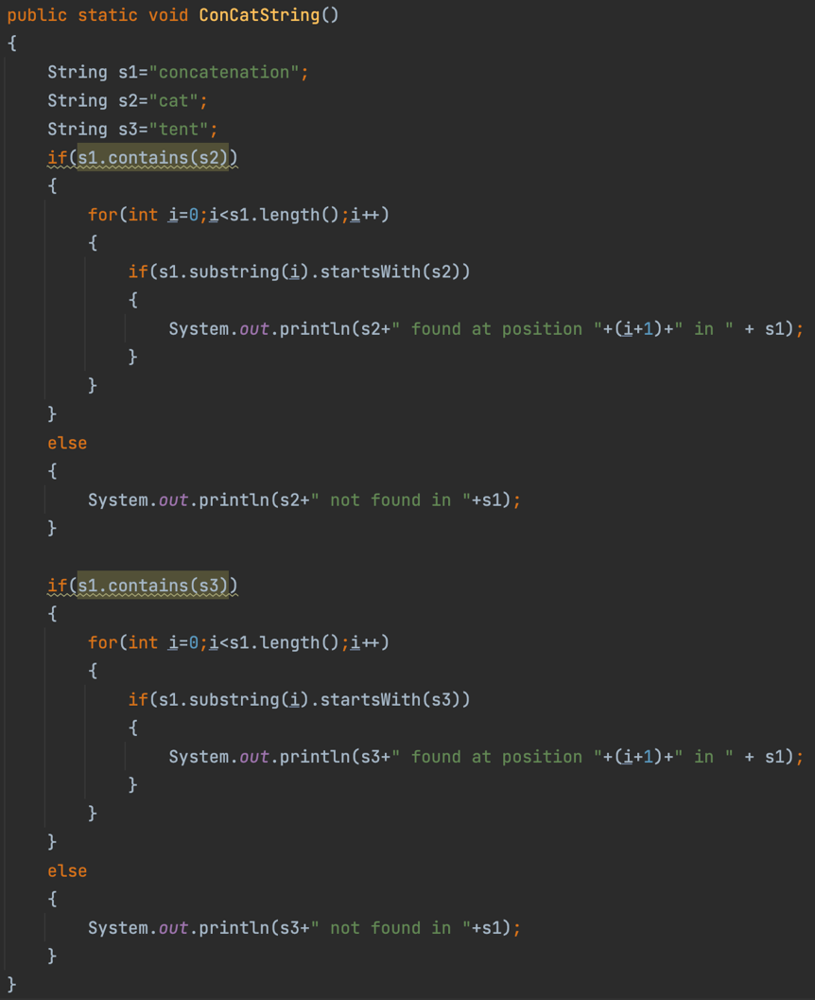 public static void ConCatString()
{
    String s1="concatenation";
    String s2="cat";
    String s3="tent";
    if(s1.contains(s2))
    {
        for(int i=0;i<s1.length();i++)
        {
            if(s1.substring(i).startsWith(s2))
            {
                System.out.println(s2+" found at position "+(i+1)+" in " + s1);
            }
        }
    }
    else
    {
        System.out.println(s2+" not found in "+s1);
    }

    if(s1.contains(s3))
    {
        for(int i=0;i<s1.length();i++)
        {
            if(s1.substring(i).startsWith(s3))
            {
                System.out.println(s3+" found at position "+(i+1)+" in " + s1);
            }
        }
    }
    else
    {
        System.out.println(s3+" not found in "+s1);
    }
}